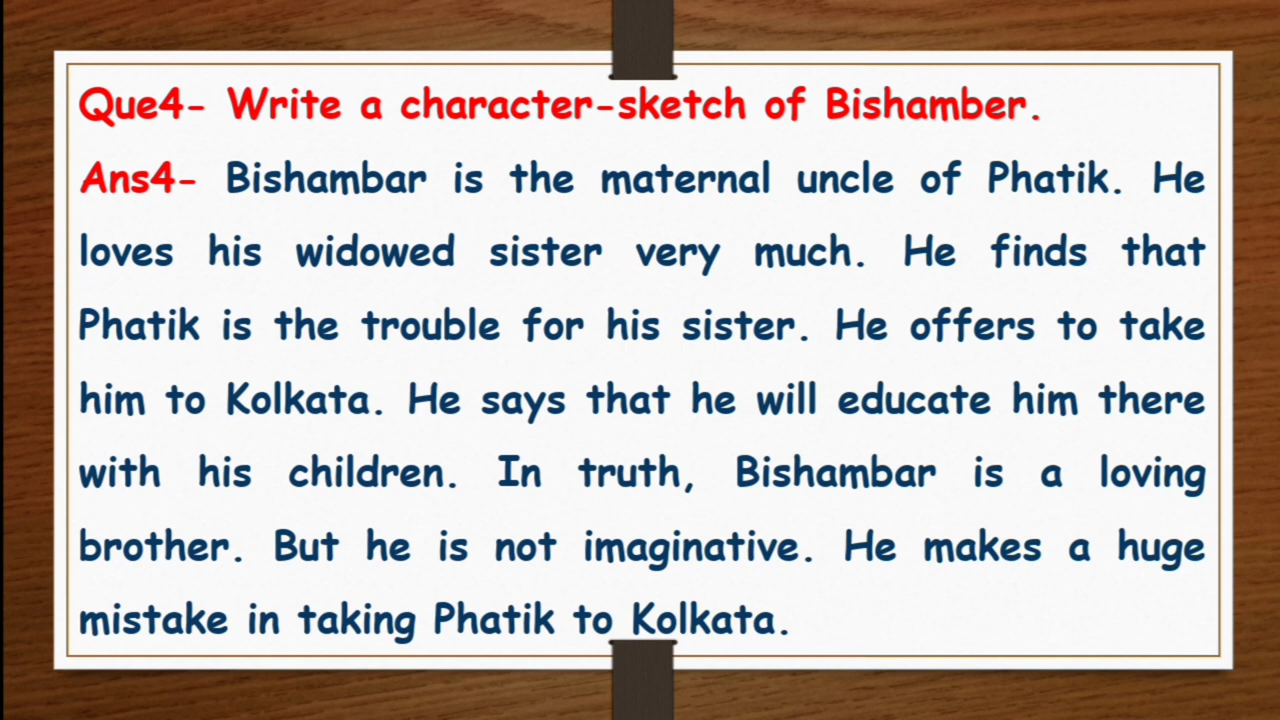 Que4- Write a character-sketch of Bishamber.
Ans4- Bishambar is the maternal uncle of Phatik. He
loves his widowed sister very much. He finds that
Phatik is the trouble for his sister. He offers to take
him to Kolkata. He says that he will educate him there
with his children. In truth, Bishambar is a loving
brother. But he is not imaginative. He makes a huge
mistake in taking Phatik to Kolkata.